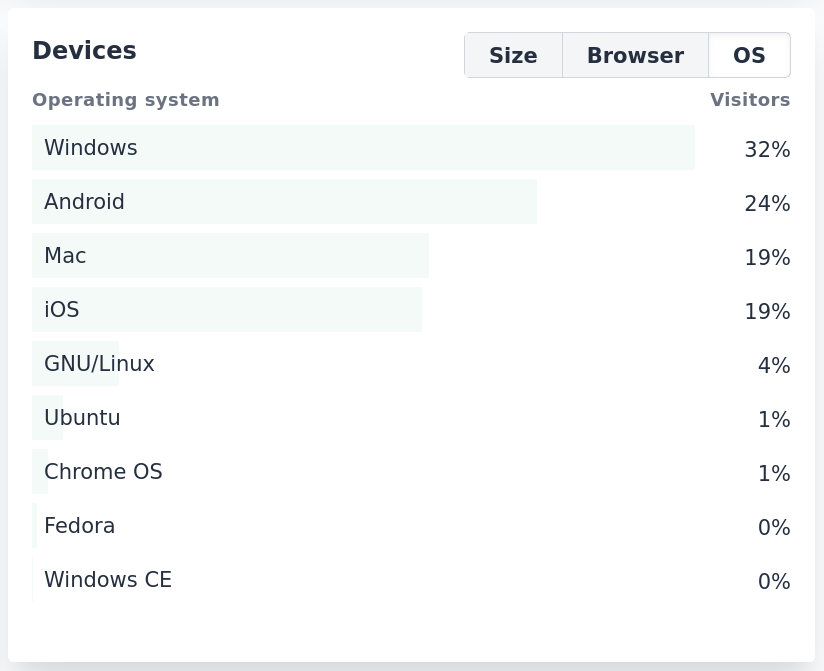 Devices
Size Browser OS
Operating system Visitors
Windows 32%
Android 24%
Mac 19%
iOS 19%
GNU/Linux 4%
Ubuntu 1%
Chrome OS 1%
Fedora 0%
Windows CE 0%